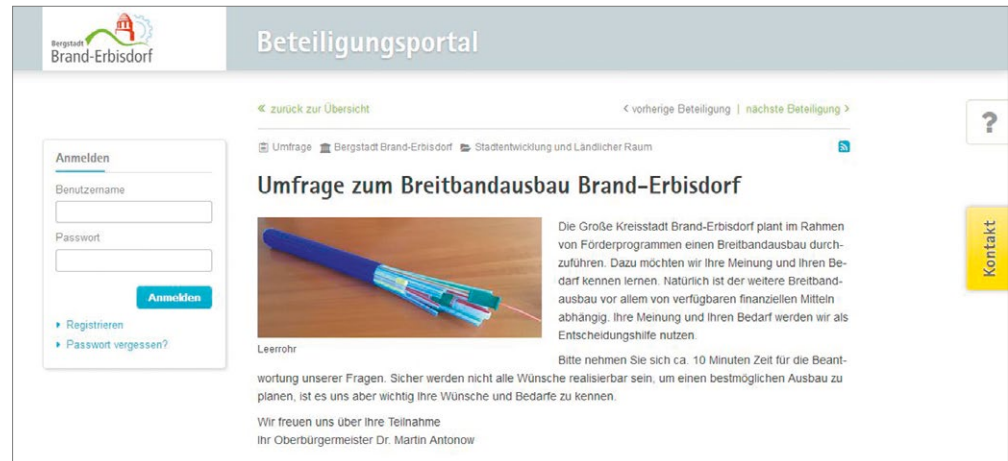 Bergstadt
Brand-Erbisdorf
Beteiligungsportal
« zurück zur Übersicht
‹ vorherige Beteiligung | nächste Beteiligung ›
?
Kontakt
Anmelden
Benutzername
Passwort
Anmelden
Registrieren
Passwort vergessen?
Umfrage Bergstadt Brand-Erbisdorf Stadtentwicklung und Ländlicher Raum
Umfrage zum Breitbandausbau Brand-Erbisdorf
Leerrohr
Die Große Kreisstadt Brand-Erbisdorf plant im Rahmen
von Förderprogrammen einen Breitbandausbau durch-
zuführen. Dazu möchten wir Ihre Meinung und Ihren Be-
darf kennen lernen. Natürlich ist der weitere Breitband-
ausbau vor allem von verfügbaren finanziellen Mitteln
abhängig. Ihre Meinung und Ihren Bedarf werden wir als
Entscheidungshilfe nutzen.
Bitte nehmen Sie sich ca. 10 Minuten Zeit für die Beant-
wortung unserer Fragen. Sicher werden nicht alle Wünsche realisierbar sein, um einen bestmöglichen Ausbau zu
planen, ist es uns aber wichtig Ihre Wünsche und Bedarfe zu kennen.
Wir freuen uns über Ihre Teilnahme
Ihr Oberbürgermeister Dr. Martin Antonow